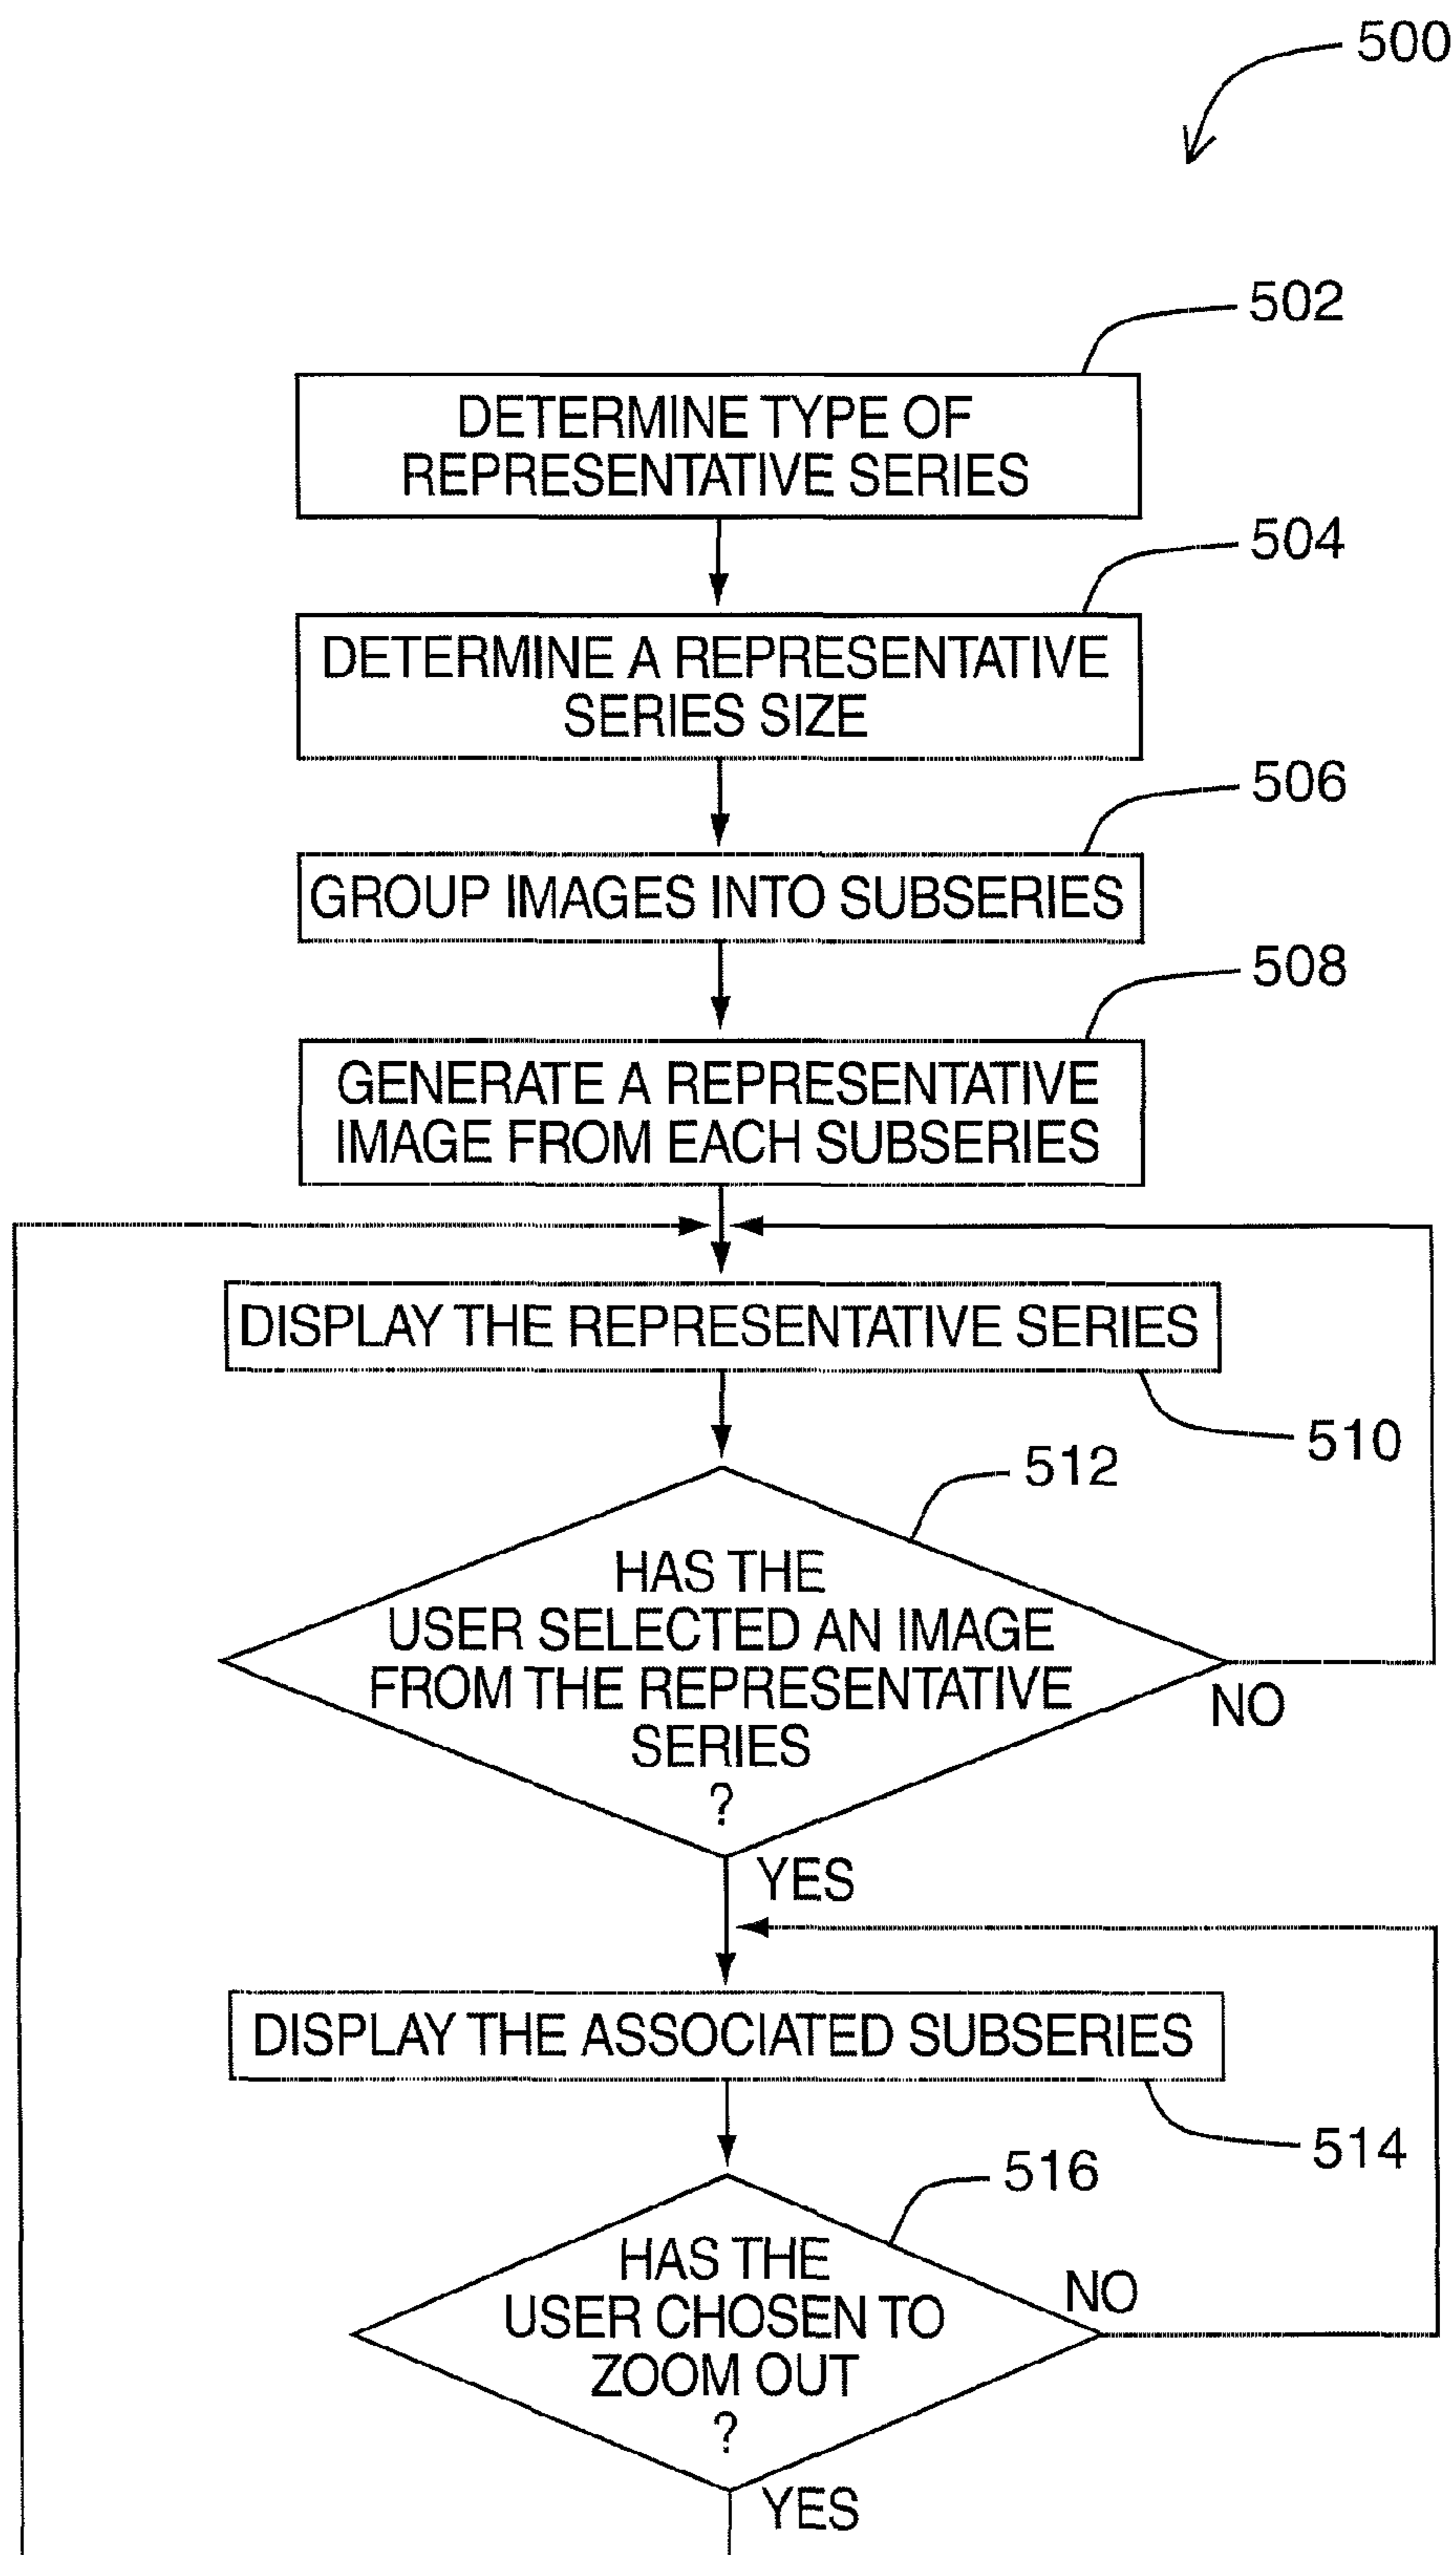 500
502
DETERMINE TYPE OF
REPRESENTATIVE SERIES
504
DETERMINE A REPRESENTATIVE
SERIES SIZE
506
GROUP IMAGES INTO SUBSERIES
508
GENERATE A REPRESENTATIVE
IMAGE FROM EACH SUBSERIES
DISPLAY THE REPRESENTATIVE SERIES
510
512
HAS THE
USER SELECTED AN IMAGE
FROM THE REPRESENTATIVE
SERIES
?
NO
YES
DISPLAY THE ASSOCIATED SUBSERIES
514
516
HAS THE
USER CHOSEN TO
ZOOM OUT
?
NO
YES